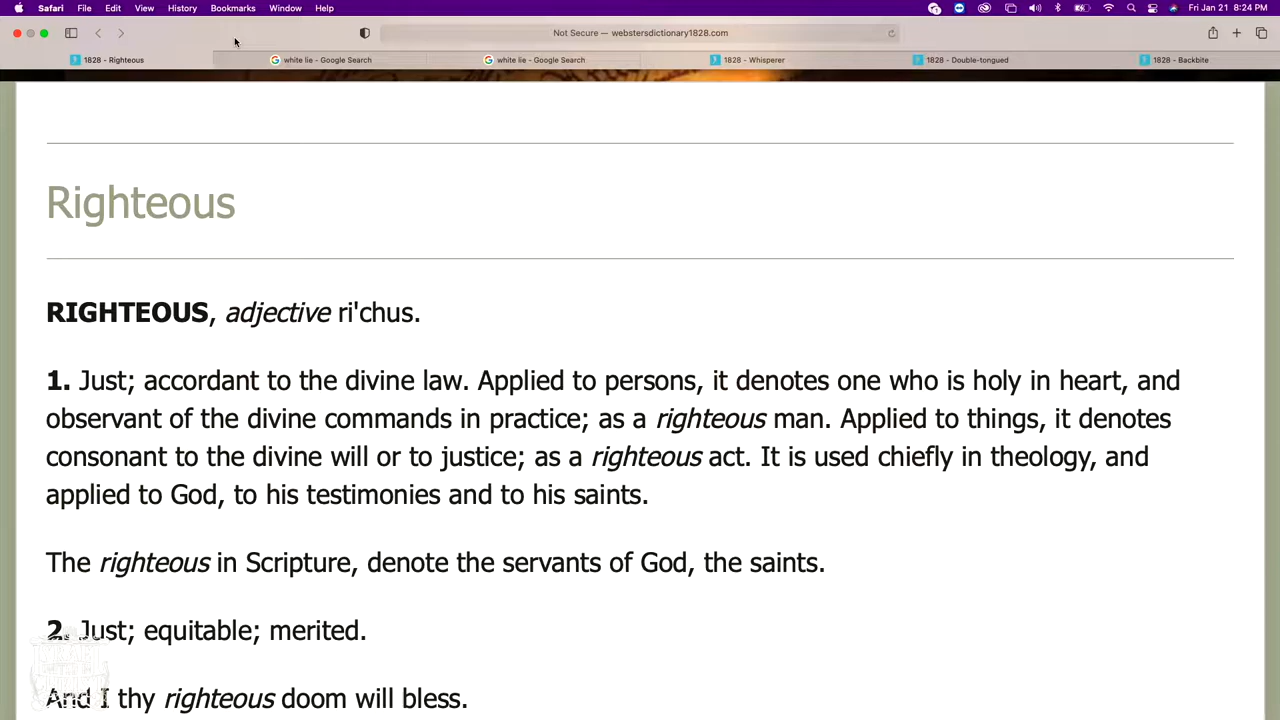 Safari File Edit View History Bookmarks Window Help Fri Jan 21 8:24 PM
Not Secure — webstersdictionary1828.com
1828 - Righteous white lie - Google Search white lie - Google Search 1828 - Whisperer 1828 - Double-tongued 1828 - Backbite
Righteous
RIGHTEOUS, adjective ri'chus.
1. Just; accordant to the divine law. Applied to persons, it denotes one who is holy in heart, and
observant of the divine commands in practice; as a righteous man. Applied to things, it denotes
consonant to the divine will or to justice; as a righteous act. It is used chiefly in theology, and
applied to God, to his testimonies and to his saints.
The righteous in Scripture, denote the servants of God, the saints.
2. Just; equitable; merited.
And I thy righteous doom will bless.